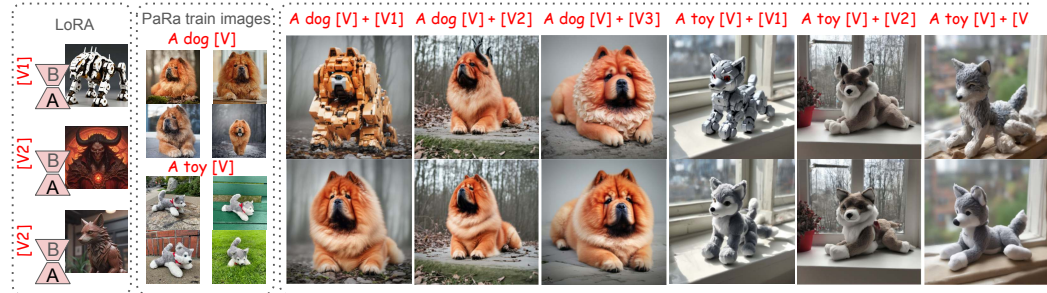 LoRA
[V1]
B
A
[V2]
B
A
[V2]
B
A
PaRa train images
A dog [V]
A toy [V]
A dog [V] + [V1]
A dog [V] + [V2]
A dog [V] + [V3]
A toy [V] + [V1]
A toy [V] + [V2]
A toy [V] + [V